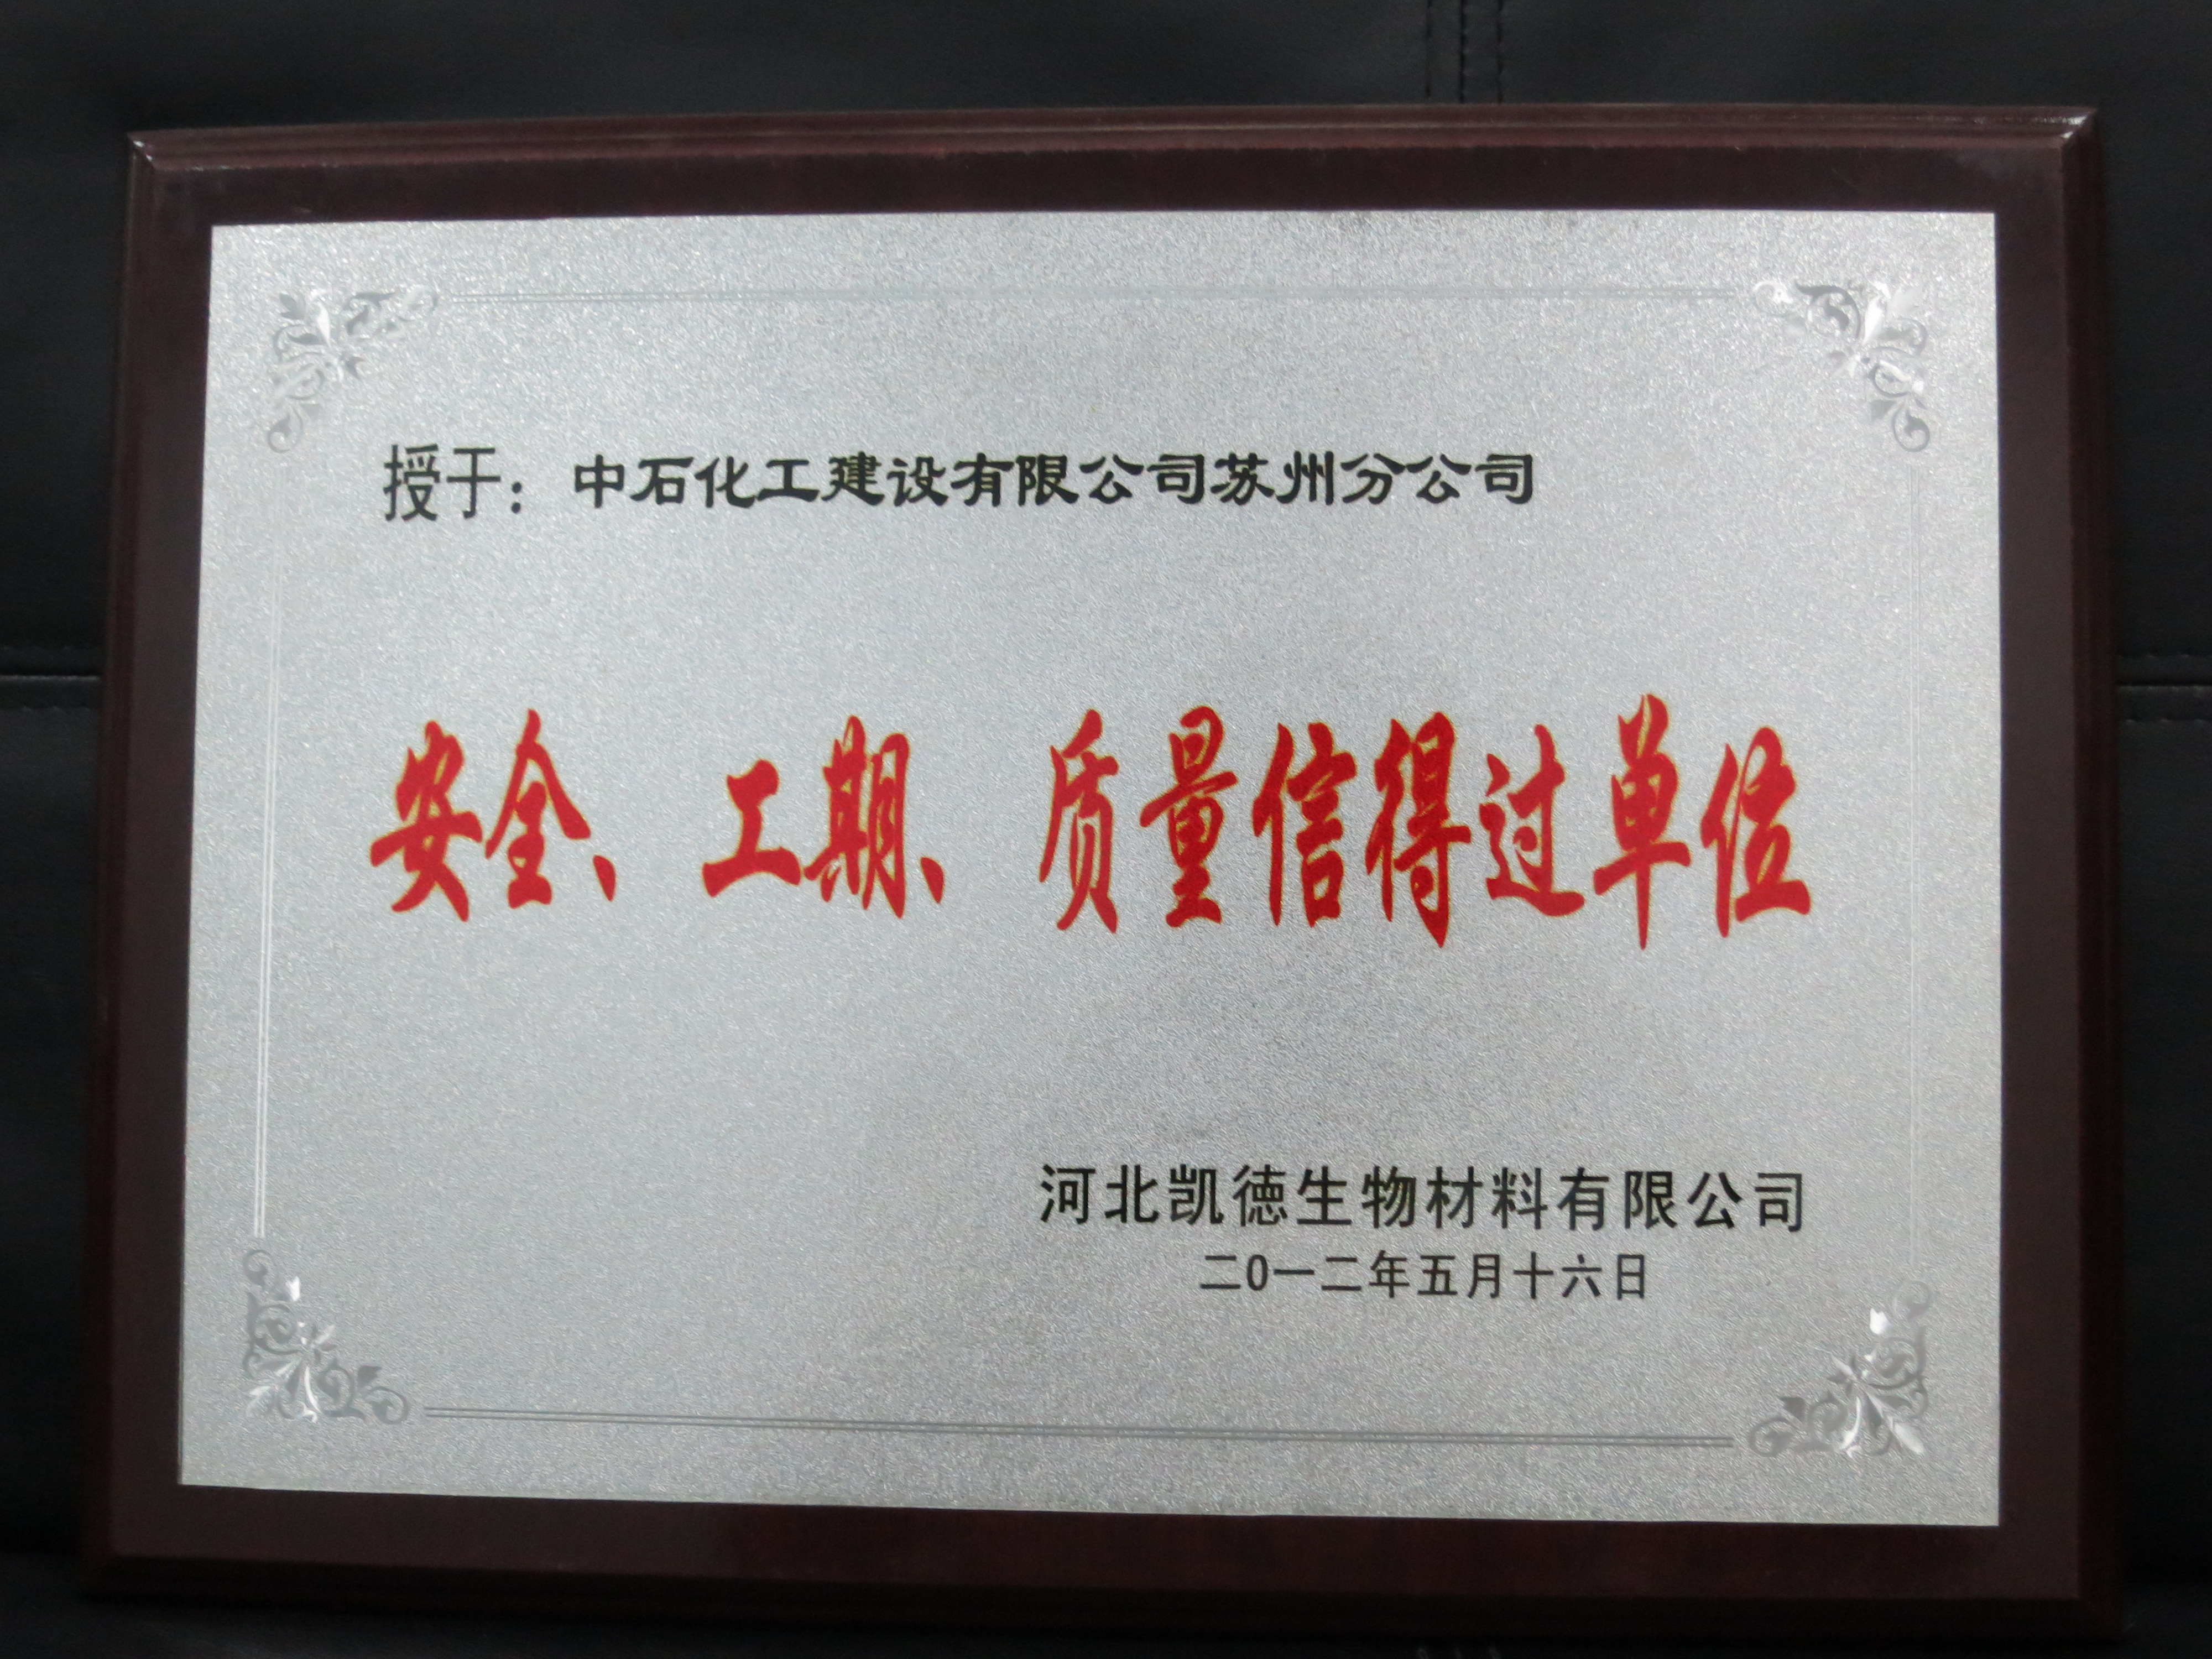 授于：中石化工建设有限公司苏州分公司
安全、工期、质量信得过单位
河北凯德生物材料有限公司
二0一二年五月十六日